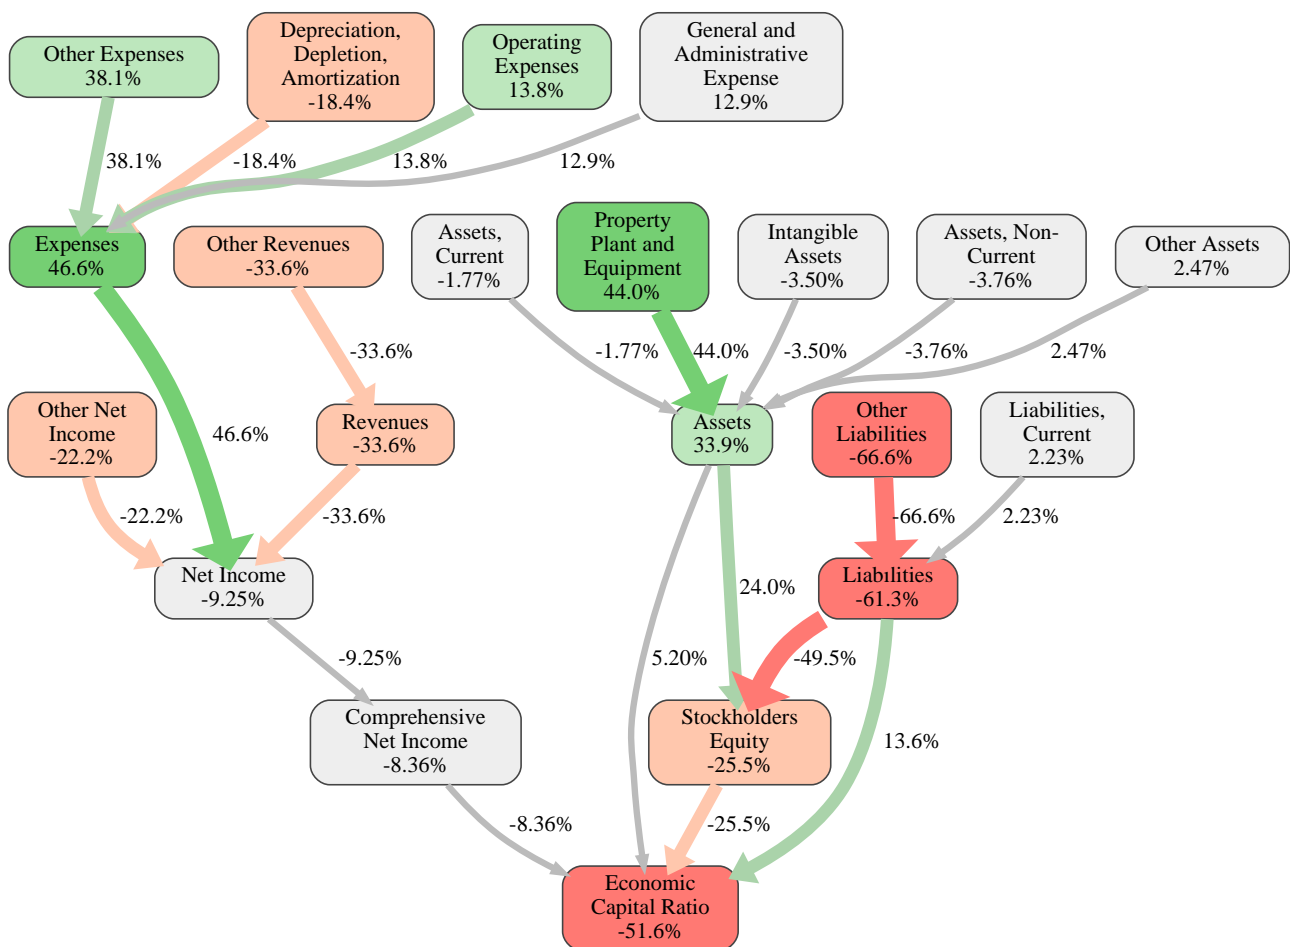 Other Expenses
38.1%
Depreciation,
Depletion,
Amortization
-18.4%
Operating
Expenses
13.8%
General and
Administrative
Expense
12.9%
38.1%
-18.4%
13.8%
12.9%
Expenses
46.6%
Other Revenues
-33.6%
Assets,
Current
-1.77%
Property
Plant and
Equipment
44.0%
Intangible
Assets
-3.50%
Assets, Non-
Current
-3.76%
Other Assets
2.47%
-33.6%
-1.77%
44.0%
-3.50%
-3.76%
2.47%
Other Net
Income
-22.2%
46.6%
Revenues
-33.6%
Assets
33.9%
Other
Liabilities
-66.6%
Liabilities,
Current
2.23%
-22.2%
-33.6%
-66.6%
2.23%
Net Income
-9.25%
24.0%
Liabilities
-61.3%
-9.25%
5.20%
-49.5%
Comprehensive
Net Income
-8.36%
Stockholders
Equity
-25.5%
13.6%
-8.36%
-25.5%
Economic
Capital Ratio
-51.6%